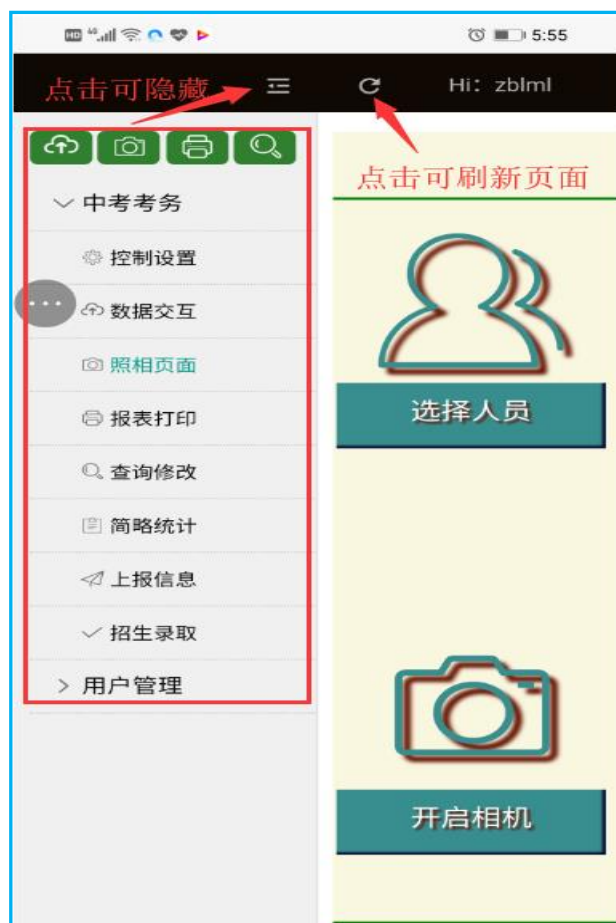 HD 46 5:55
点击可隐藏 Hi: zblml
点击可刷新页面
中考考务
控制设置
数据交互
照相页面
报表打印
查询修改
简略统计
上报信息
招生录取
用户管理
选择人员
开启相机